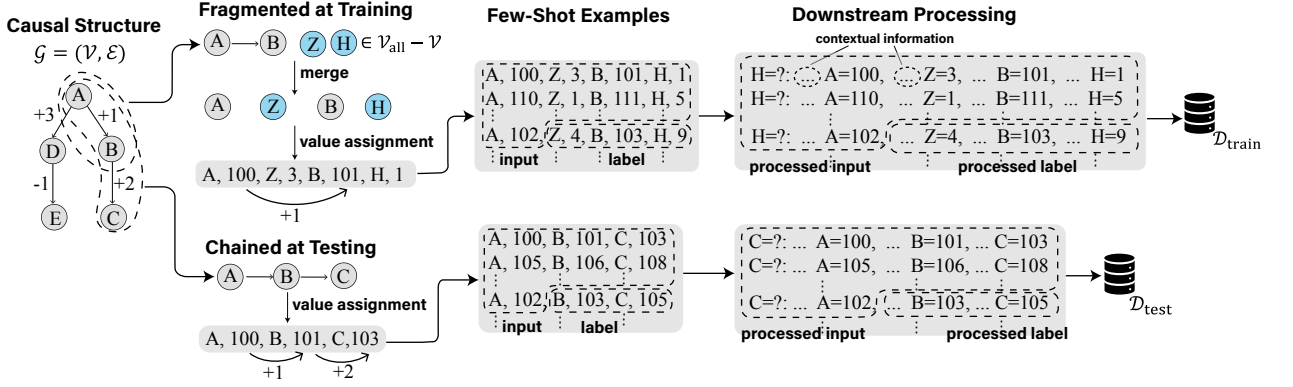 Causal Structure
𝒢 = (𝒱, ℰ)
A
+3
+1
D
B
-1
+2
E
C
Fragmented at Training
A B Z H ∈ 𝒱all − 𝒱
merge
A Z B H
value assignment
A, 100, Z, 3, B, 101, H, 1
+1
Chained at Testing
A B C
value assignment
A, 100, B, 101, C,103
+1 +2
Few-Shot Examples
A, 100, Z, 3, B, 101, H, 1
A, 110, Z, 1, B, 111, H, 5
A, 102, Z, 4, B, 103, H, 9
input label
A, 100, B, 101, C, 103
A, 105, B, 106, C, 108
A, 102, B, 103, C, 105
input label
Downstream Processing
contextual information
H=?: ... A=100, ... Z=3, ... B=101, ... H=1
H=?: ... A=110, ... Z=1, ... B=111, ... H=5
H=?: ... A=102, ... Z=4, ... B=103, ... H=9
processed input processed label
𝒟train
C=?: ... A=100, ... B=101, ... C=103
C=?: ... A=105, ... B=106, ... C=108
C=?: ... A=102, ... B=103, ... C=105
processed input processed label
𝒟test